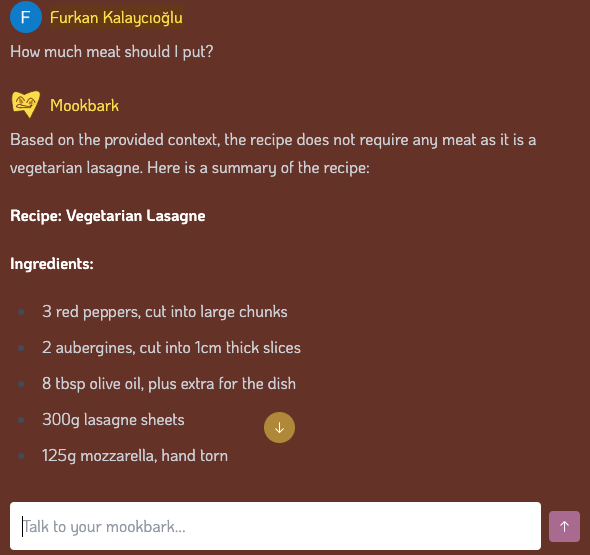 F Furkan Kalaycıoğlu
How much meat should I put?
Mookbark
Based on the provided context, the recipe does not require any meat as it is a
vegetarian lasagne. Here is a summary of the recipe:
Recipe: Vegetarian Lasagne
Ingredients:
3 red peppers, cut into large chunks
2 aubergines, cut into 1cm thick slices
8 tbsp olive oil, plus extra for the dish
300g lasagne sheets
125g mozzarella, hand torn
Talk to your mookbark...